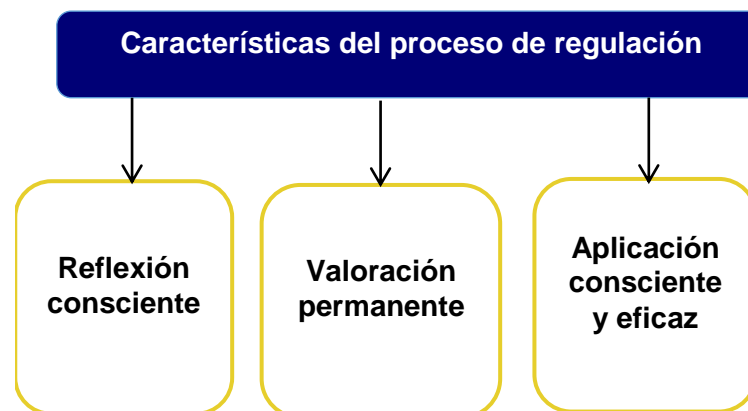 Características del proceso de regulación
Reflexión
consciente
Valoración
permanente
Aplicación
consciente
y eficaz